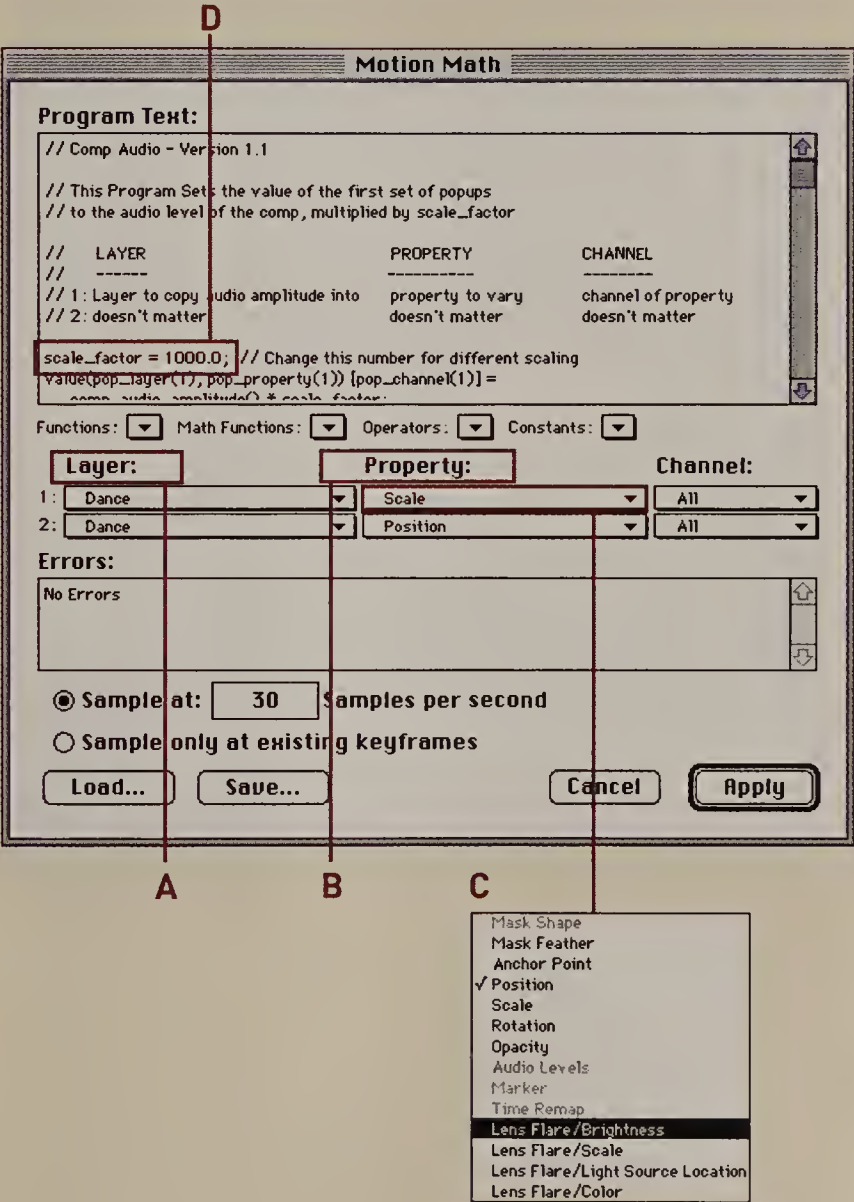 D
Motion Math
Program Text:
// Comp Audio - Version 1.1
// This Program Sets the value of the first set of popups
// to the audio level of the comp, multiplied by scale_factor
// LAYER PROPERTY CHANNEL
// ------ ---------- --------
// 1: Layer to copy audio amplitude into property to vary channel of property
// 2: doesn't matter doesn't matter doesn't matter
scale_factor = 1000.0; // Change this number for different scaling
value(pop_layer(1), pop_property(1)) [pop_channel(1)] =
comp_audio_amplitude() * scale_factor;
Functions: Math Functions: Operators: Constants:
Layer: Property: Channel:
1: Dance Scale All
2: Dance Position All
Errors:
No Errors
Sample at: 30 Samples per second
Sample only at existing keyframes
Load... Save... Cancel Apply
A B C
Mask Shape
Mask Feather
Anchor Point
√ Position
Scale
Rotation
Opacity
Audio Levels
Marker
Time Remap
Lens Flare/Brightness
Lens Flare/Scale
Lens Flare/Light Source Location
Lens Flare/Color